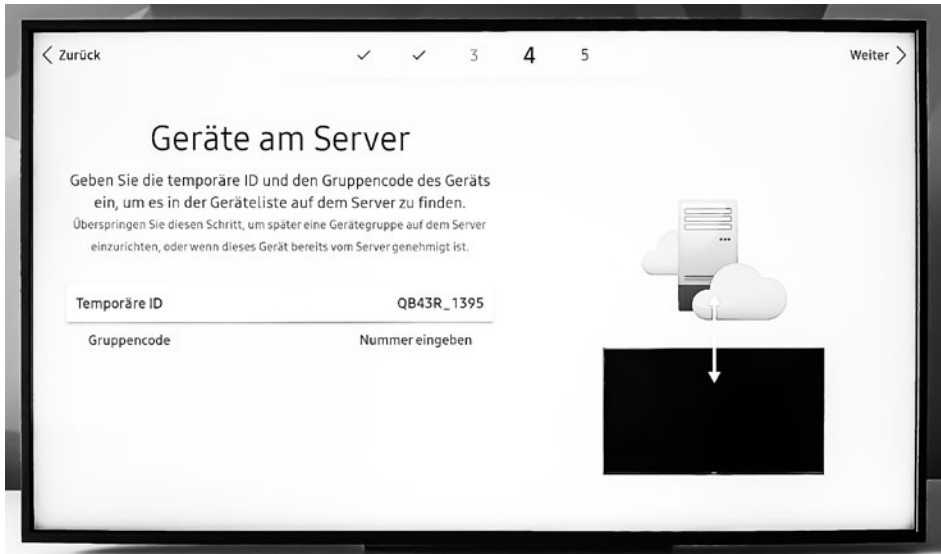 Zurück
3
4
5
Weiter
Geräte am Server
Geben Sie die temporäre ID und den Gruppencode des Geräts
ein, um es in der Geräteliste auf dem Server zu finden.
Überspringen Sie diesen Schritt, um später eine Gerätegruppe auf dem Server
einzurichten, oder wenn dieses Gerät bereits vom Server genehmigt ist.
Temporäre ID QB43R_1395
Gruppencode Nummer eingeben